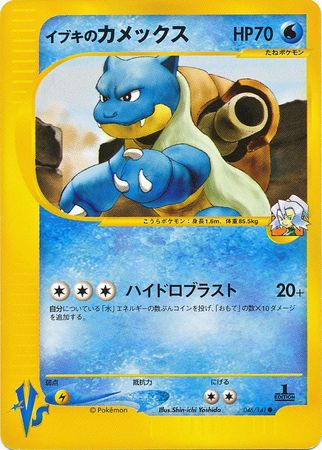 イブキのカメックス HP70
たねポケモン
こうらポケモン：身長1.6m、体重85.5kg
ハイドロブラスト 20+
自分についている「水」エネルギーの数ぶんコインを投げ、「おもて」の数×10ダメージ
を追加する。
弱点 抵抗力 にげる
© Pokémon Illus.Shin-ichi Yoshida 046/141 ●
1
EDITION
VS